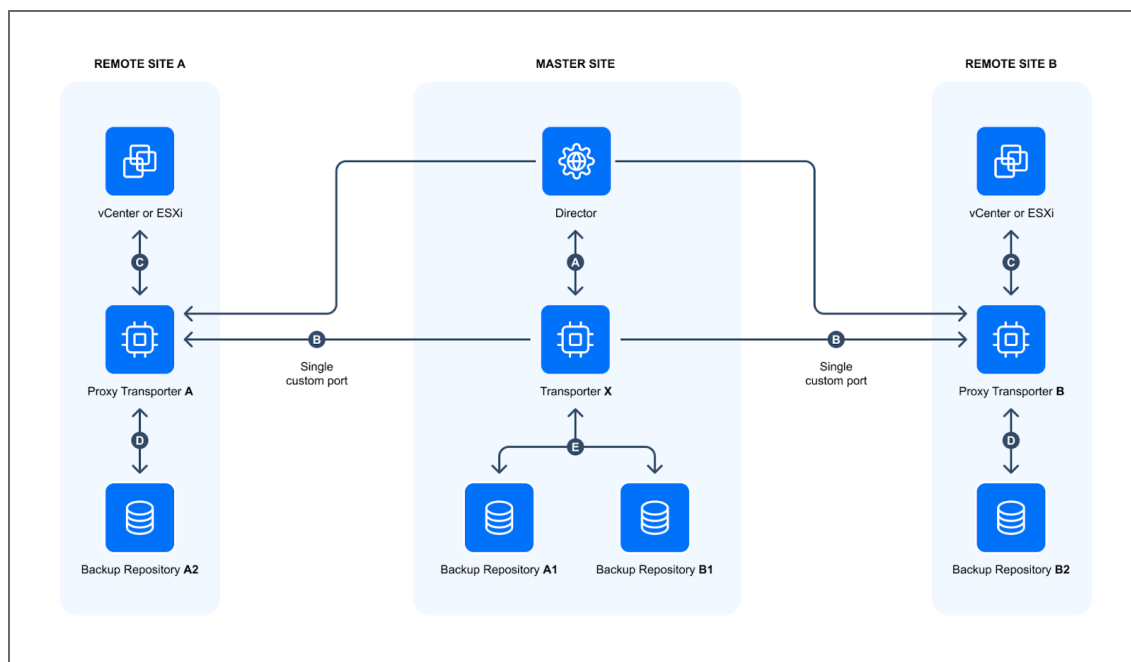 REMOTE SITE A
MASTER SITE
REMOTE SITE B
vCenter or ESXi
Director
vCenter or ESXi
C
A
C
B
B
Single
custom port
Single
custom port
Proxy Transporter A
Transporter X
Proxy Transporter B
D
E
D
Backup Repository A2
Backup Repository A1
Backup Repository B1
Backup Repository B2